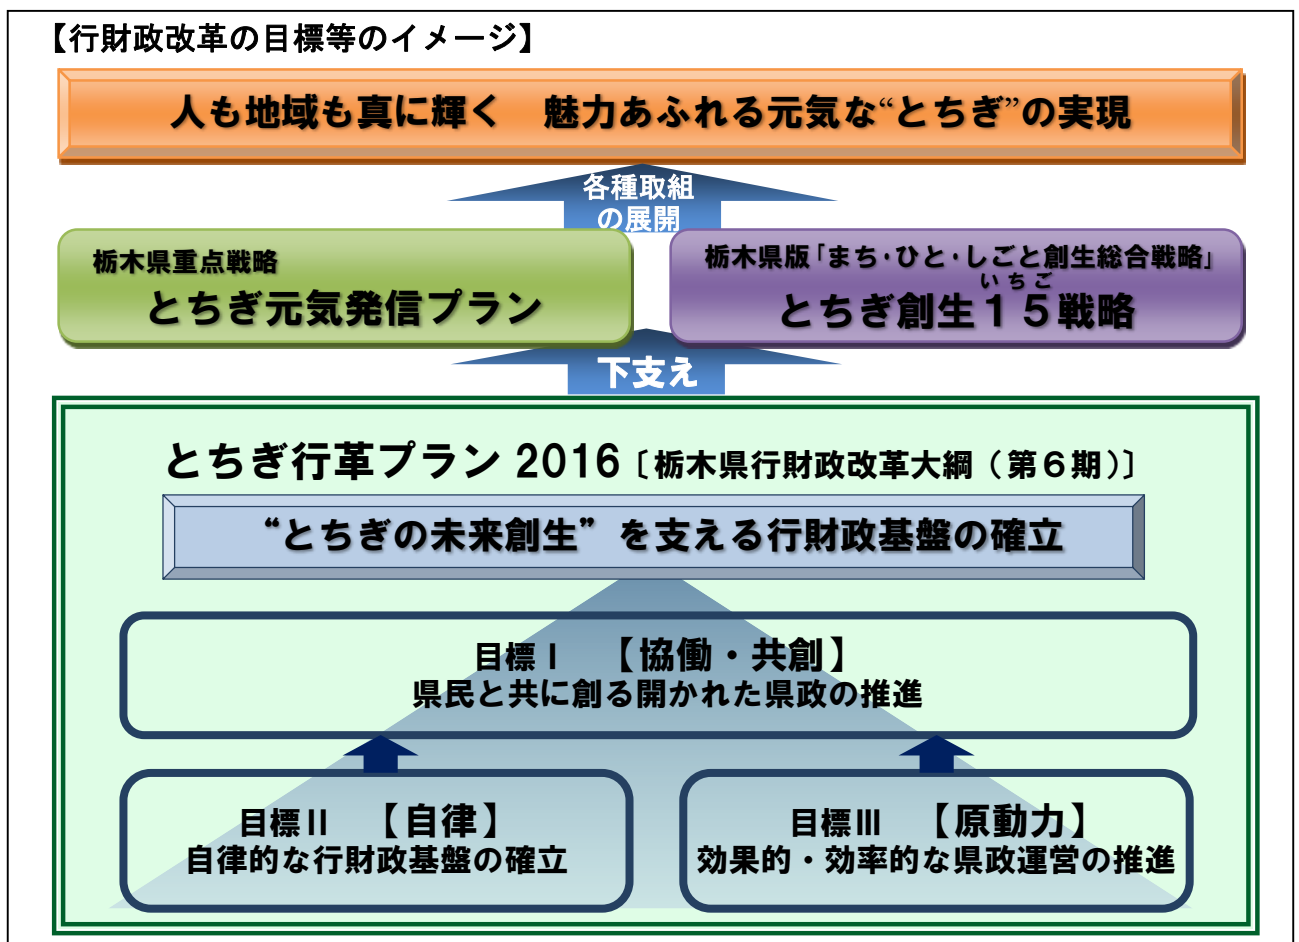 【行財政改革の目標等のイメージ】
人も地域も真に輝く　魅力あふれる元気な“とちぎ”の実現
各種取組
の展開
栃木県重点戦略
とちぎ元気発信プラン
栃木県版「まち・ひと・しごと創生総合戦略」
いちご
とちぎ創生１５戦略
下支え
とちぎ行革プラン 2016〔栃木県行財政改革大綱（第６期）〕
“とちぎの未来創生”を支える行財政基盤の確立
目標Ⅰ　【協働・共創】
県民と共に創る開かれた県政の推進
目標Ⅱ　【自律】
自律的な行財政基盤の確立
目標Ⅲ　【原動力】
効果的・効率的な県政運営の推進